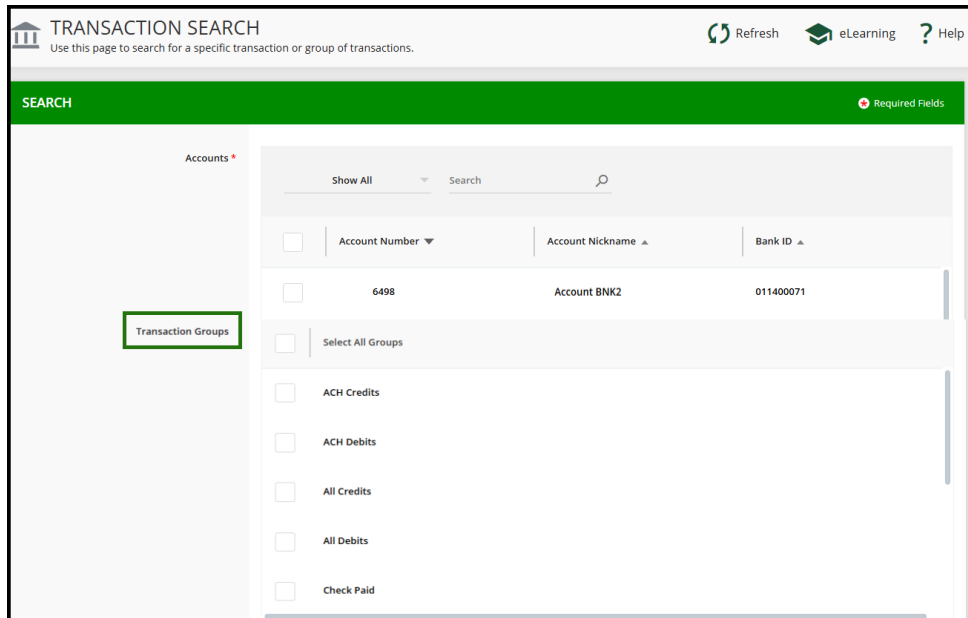 TRANSACTION SEARCH
Use this page to search for a specific transaction or group of transactions.
Refresh
eLearning
? Help
SEARCH
* Required Fields
Accounts *
Show All
Search
Account Number
Account Nickname
Bank ID
6498
Account BNK2
011400071
Transaction Groups
Select All Groups
ACH Credits
ACH Debits
All Credits
All Debits
Check Paid